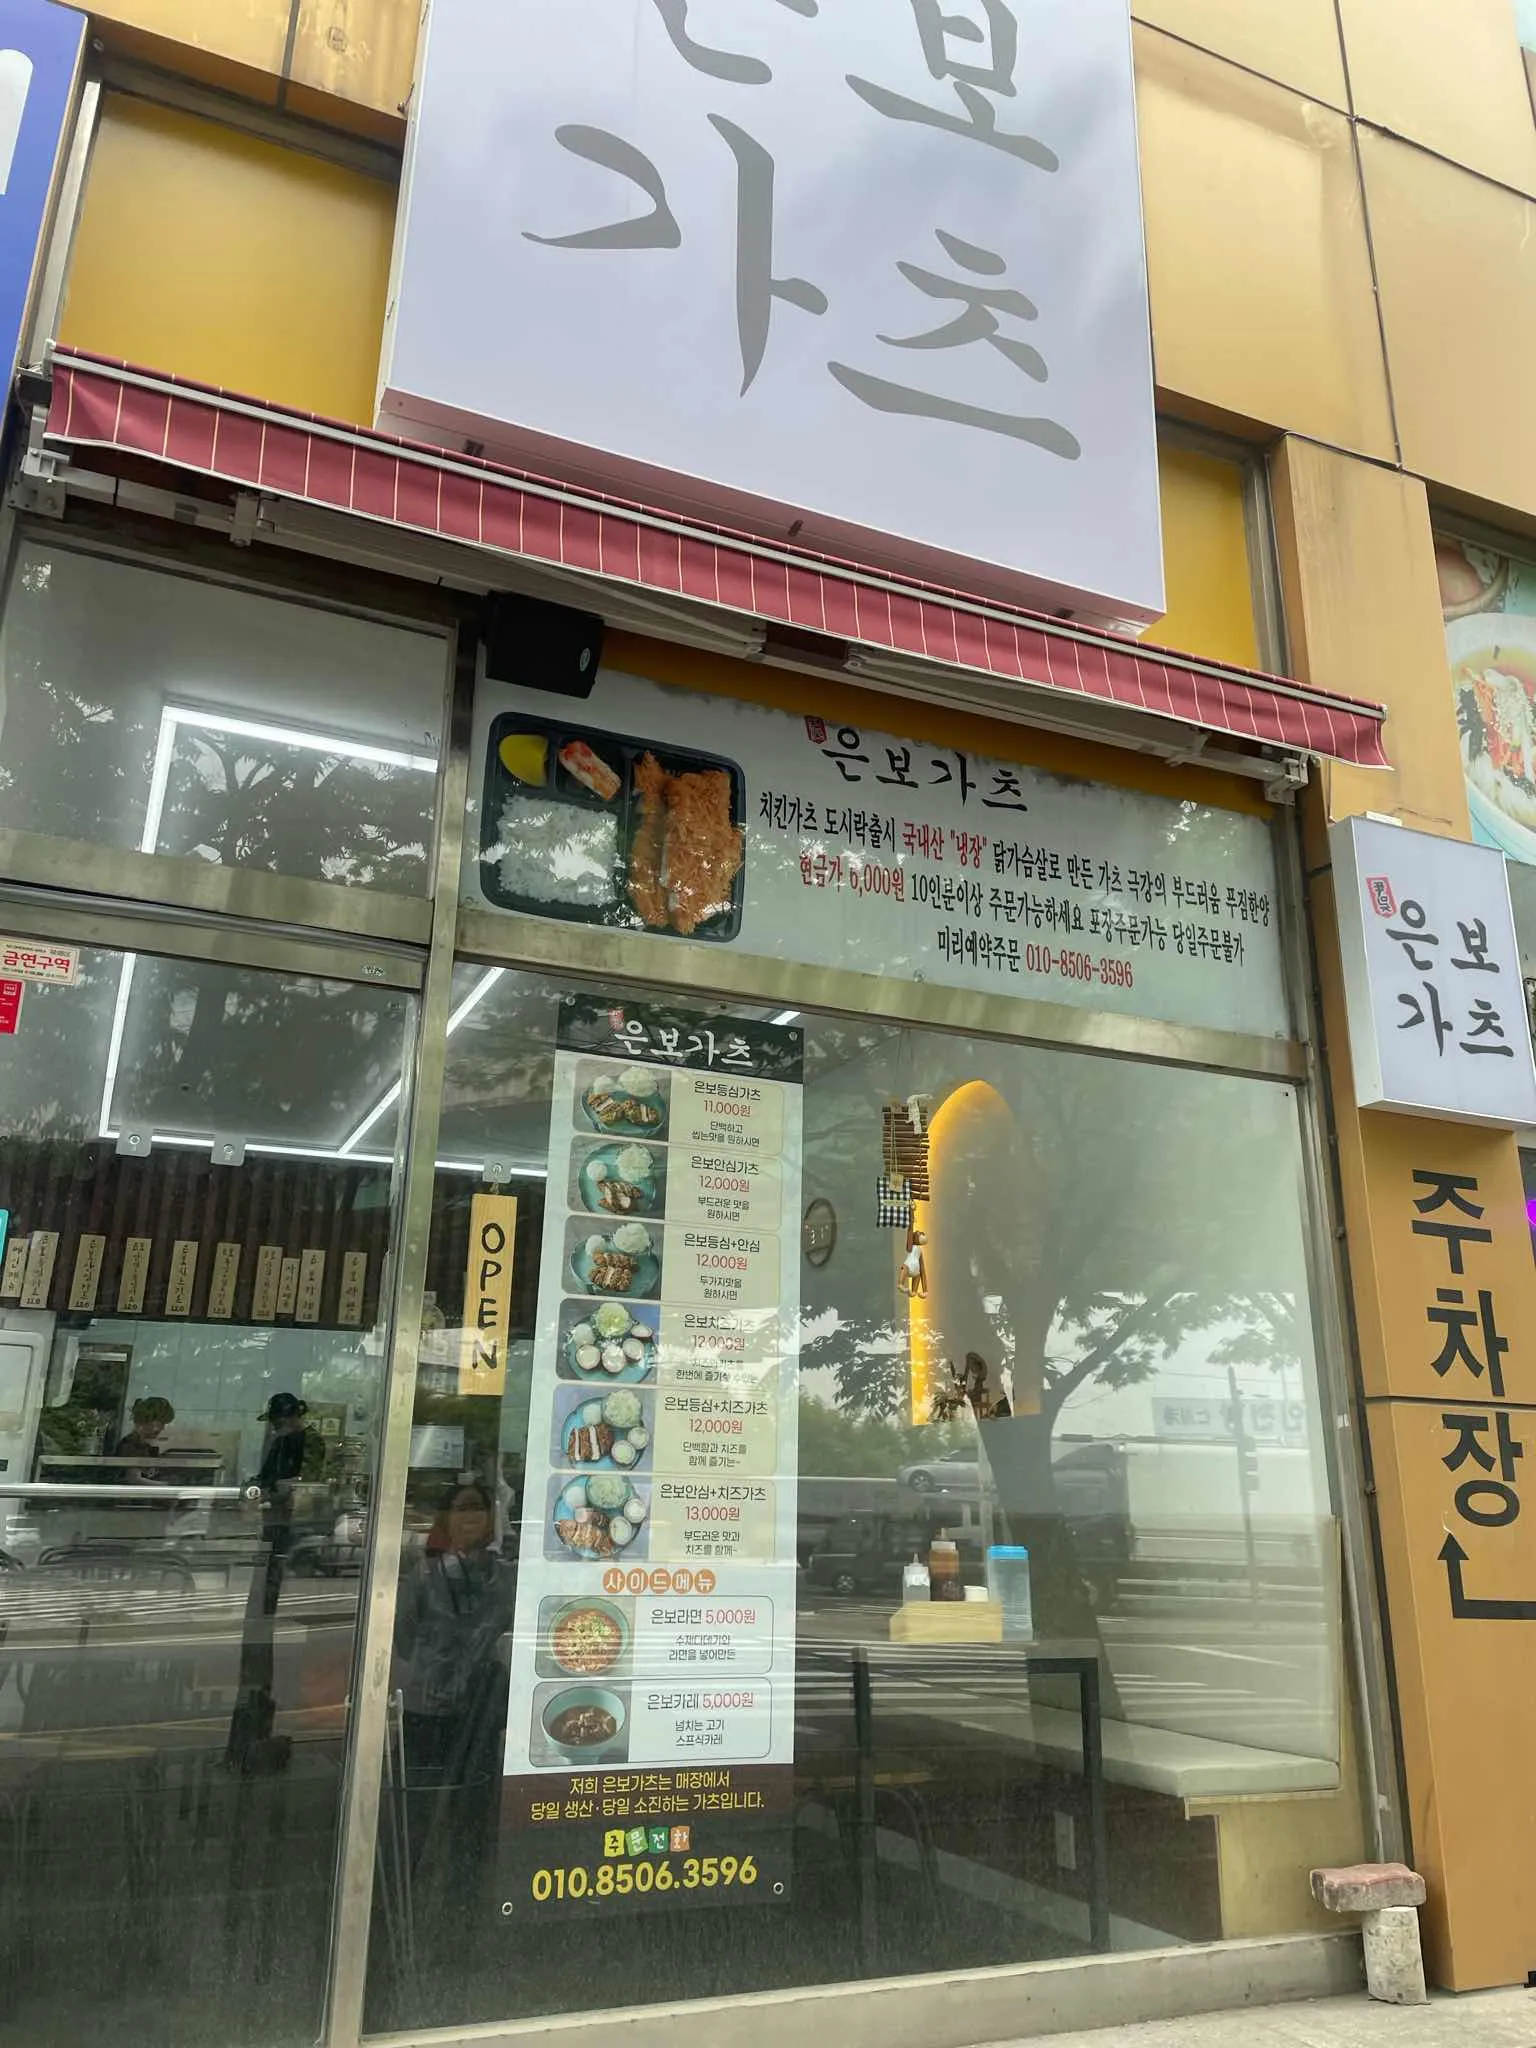 은보
가츠
은보가츠
치킨가츠 도시락출시 국내산 "냉장" 닭가슴살로 만든 가츠 극강의 부드러움 푸짐한양
현금가 6,000원 10인분이상 주문가능하세요 포장주문가능 당일주문불가
미리예약주문 010-8506-3596
은보
가츠
주차장
금연구역
OPEN
은보가츠
은보등심가츠
11,000원
단백하고
씹는맛을 원하시면
은보안심가츠
12,000원
부드러운 맛을
원하시면
은보등심+안심
12,000원
두가지맛을
원하시면
은보치즈가츠
12,000원
한번에 즐기실 수있는
은보등심+치즈가츠
12,000원
단백함과 치즈를
함께 즐기는~
은보안심+치즈가츠
13,000원
부드러운 맛과
치즈를 함께~
사이드메뉴
은보라면 5,000원
수제다데기와
라면을 넣어만든
은보카레 5,000원
넘치는 고기
스프식카레
저희 은보가츠는 매장에서
당일 생산·당일 소진하는 가츠입니다.
주문전화
010.8506.3596